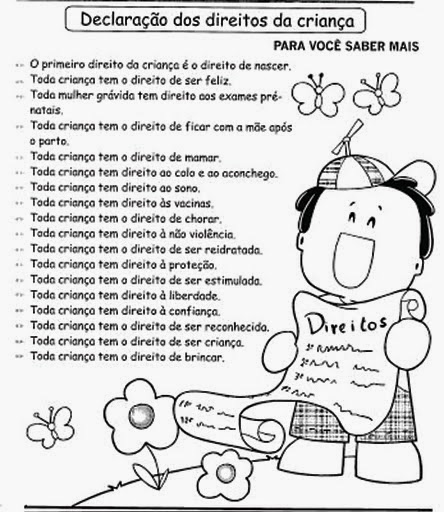 Declaração dos direitos da criança
PARA VOCÊ SABER MAIS
O primeiro direito da criança é o direito de nascer.
Toda criança tem o direito de ser feliz.
Toda mulher grávida tem direito aos exames pré-
natais.
Toda criança tem o direito de ficar com a mãe após
o parto.
Toda criança tem o direito de mamar.
Toda criança tem direito ao colo e ao aconchego.
Toda criança tem direito ao sono.
Toda criança tem direito às vacinas.
Toda criança tem o direito de chorar.
Toda criança tem direito à não violência.
Toda criança tem o direito de ser reidratada.
Toda criança tem direito à proteção.
Toda criança tem o direito de ser estimulada.
Toda criança tem direito à liberdade.
Toda criança tem direito à confiança.
Toda criança tem o direito de ser reconhecida.
Toda criança tem o direito de ser criança.
Toda criança tem o direito de brincar.
Direitos